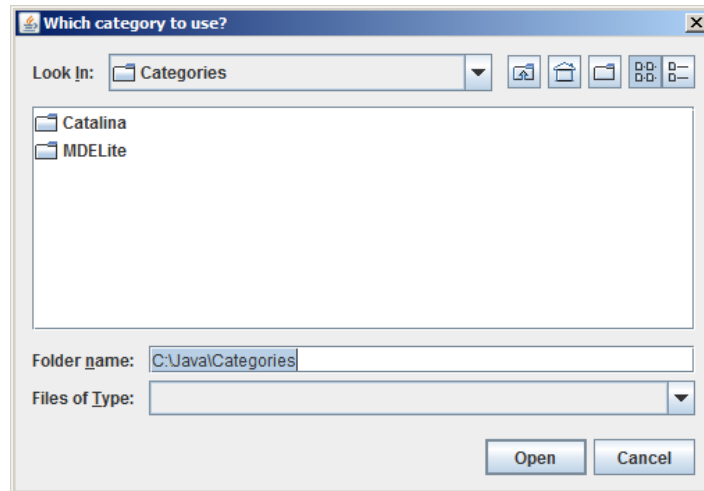 Which category to use?
Look In: Categories
Catalina
MDELite
Folder name: C:\Java\Categories
Files of Type:
Open Cancel